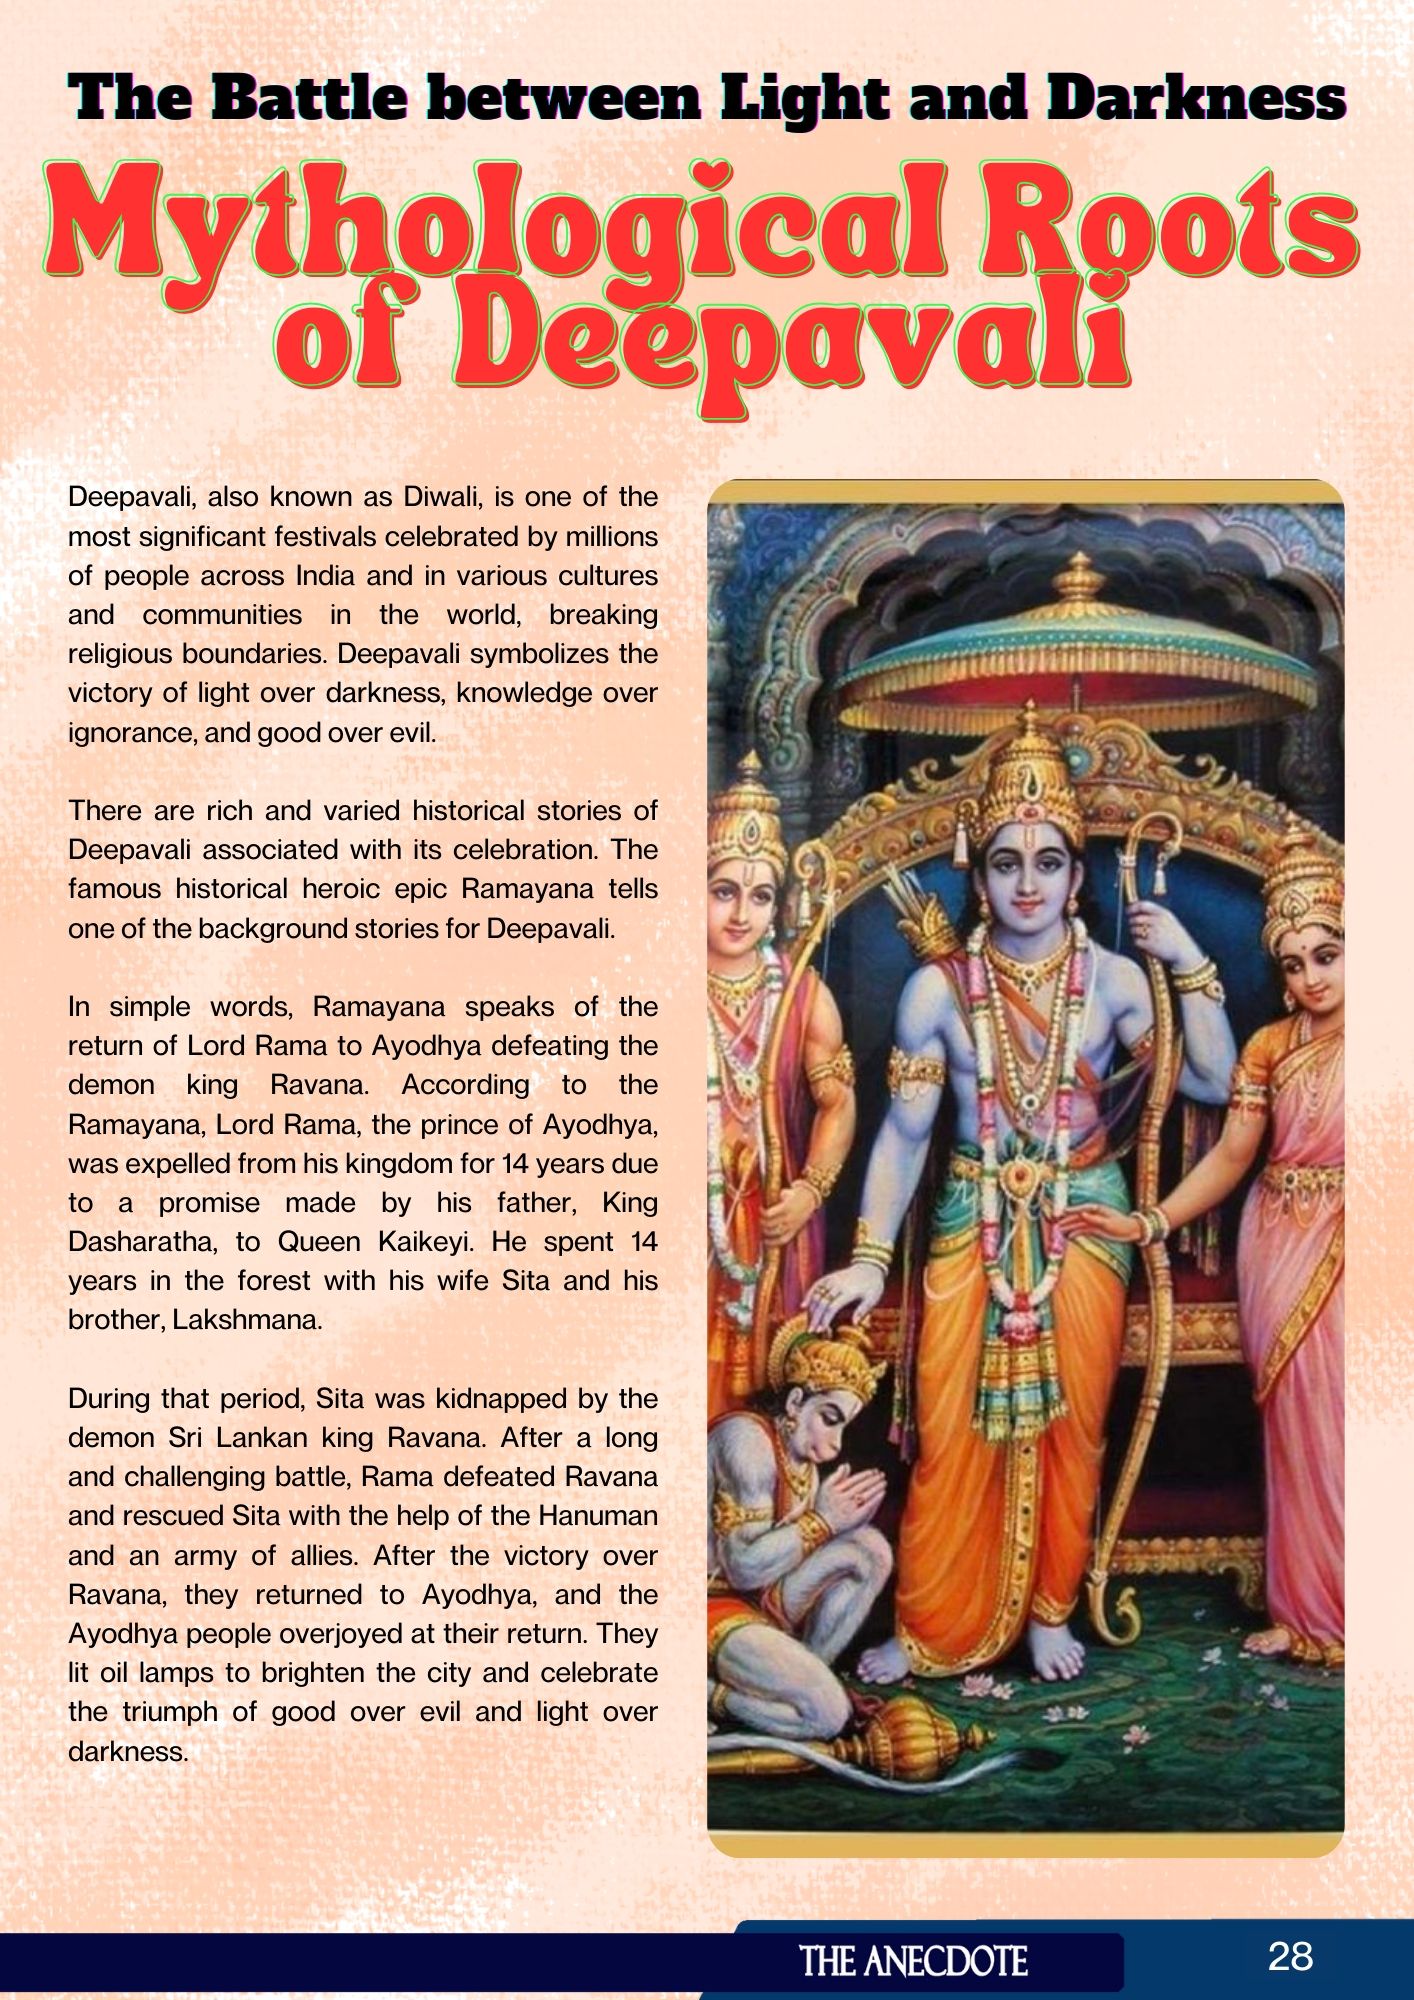 The Battle between Light and Darkness
Mythological Roots
of Deepavali
Deepavali, also known as Diwali, is one of the
most significant festivals celebrated by millions
of people across India and in various cultures
and communities in the world, breaking
religious boundaries. Deepavali symbolizes the
victory of light over darkness, knowledge over
ignorance, and good over evil.
There are rich and varied historical stories of
Deepavali associated with its celebration. The
famous historical heroic epic Ramayana tells
one of the background stories for Deepavali.
In simple words, Ramayana speaks of the
return of Lord Rama to Ayodhya defeating the
demon king Ravana. According to the
Ramayana, Lord Rama, the prince of Ayodhya,
was expelled from his kingdom for 14 years due
to a promise made by his father, King
Dasharatha, to Queen Kaikeyi. He spent 14
years in the forest with his wife Sita and his
brother, Lakshmana.
During that period, Sita was kidnapped by the
demon Sri Lankan king Ravana. After a long
and challenging battle, Rama defeated Ravana
and rescued Sita with the help of the Hanuman
and an army of allies. After the victory over
Ravana, they returned to Ayodhya, and the
Ayodhya people overjoyed at their return. They
lit oil lamps to brighten the city and celebrate
the triumph of good over evil and light over
darkness.
THE ANECDOTE
28